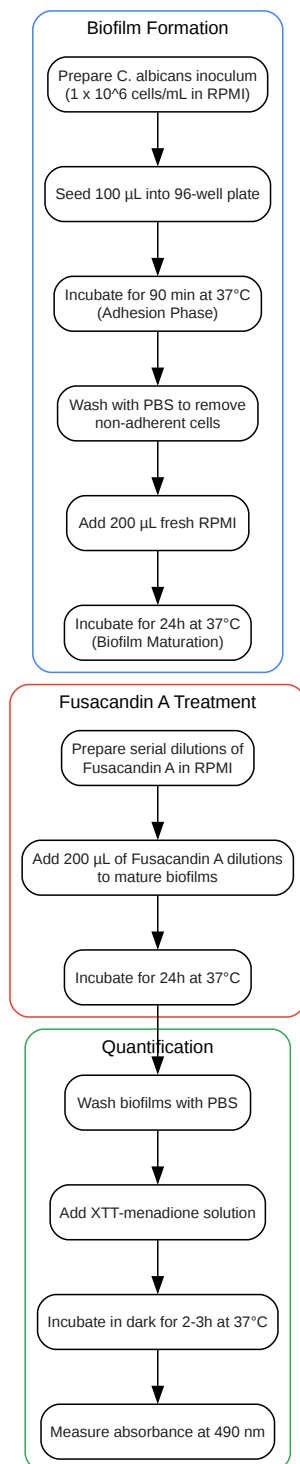 Biofilm Formation
Prepare C. albicans inoculum
(1 x 10^6 cells/mL in RPMI)
Seed 100 µL into 96-well plate
Incubate for 90 min at 37°C
(Adhesion Phase)
Wash with PBS to remove
non-adherent cells
Add 200 µL fresh RPMI
Incubate for 24h at 37°C
(Biofilm Maturation)
Fusacandin A Treatment
Prepare serial dilutions of
Fusacandin A in RPMI
Add 200 µL of Fusacandin A dilutions
to mature biofilms
Incubate for 24h at 37°C
Quantification
Wash biofilms with PBS
Add XTT-menadione solution
Incubate in dark for 2-3h at 37°C
Measure absorbance at 490 nm